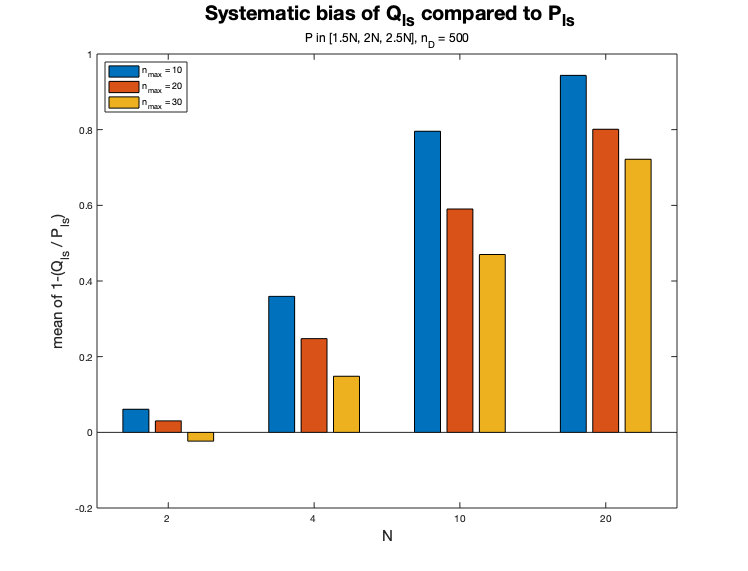 Systematic bias of Q_ls compared to P_ls
P in [1.5N, 2N, 2.5N], n_D = 500
n_max = 10
n_max = 20
n_max = 30
1
0.8
0.6
0.4
0.2
0
-0.2
mean of 1-(Q_ls / P_ls)
2 4 10 20
N